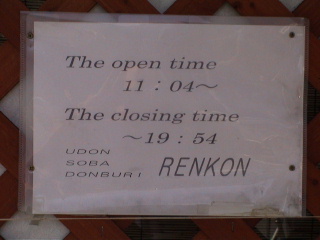 The open time
11:04～
The closing time
～19:54
UDON
SOBA
DONBURI
RENKON